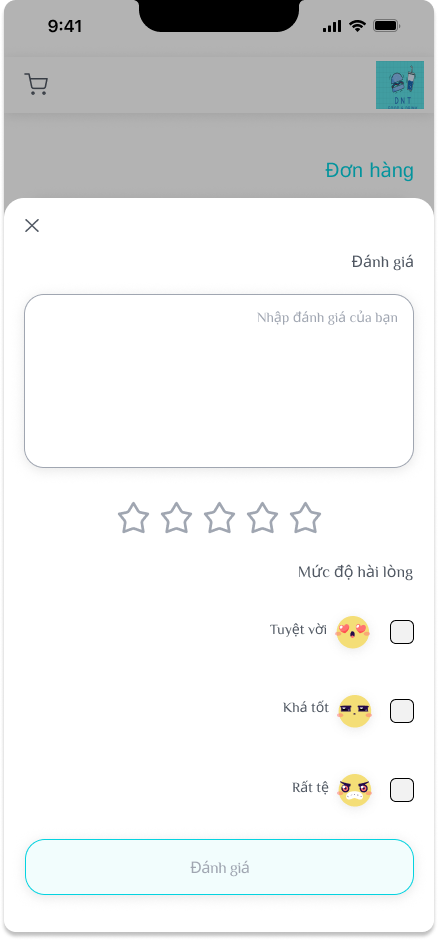 9:41
DNT
Đơn hàng
Đánh giá
Nhập đánh giá của bạn
Mức độ hài lòng
Tuyệt vời
Khá tốt
Rất tệ
Đánh giá